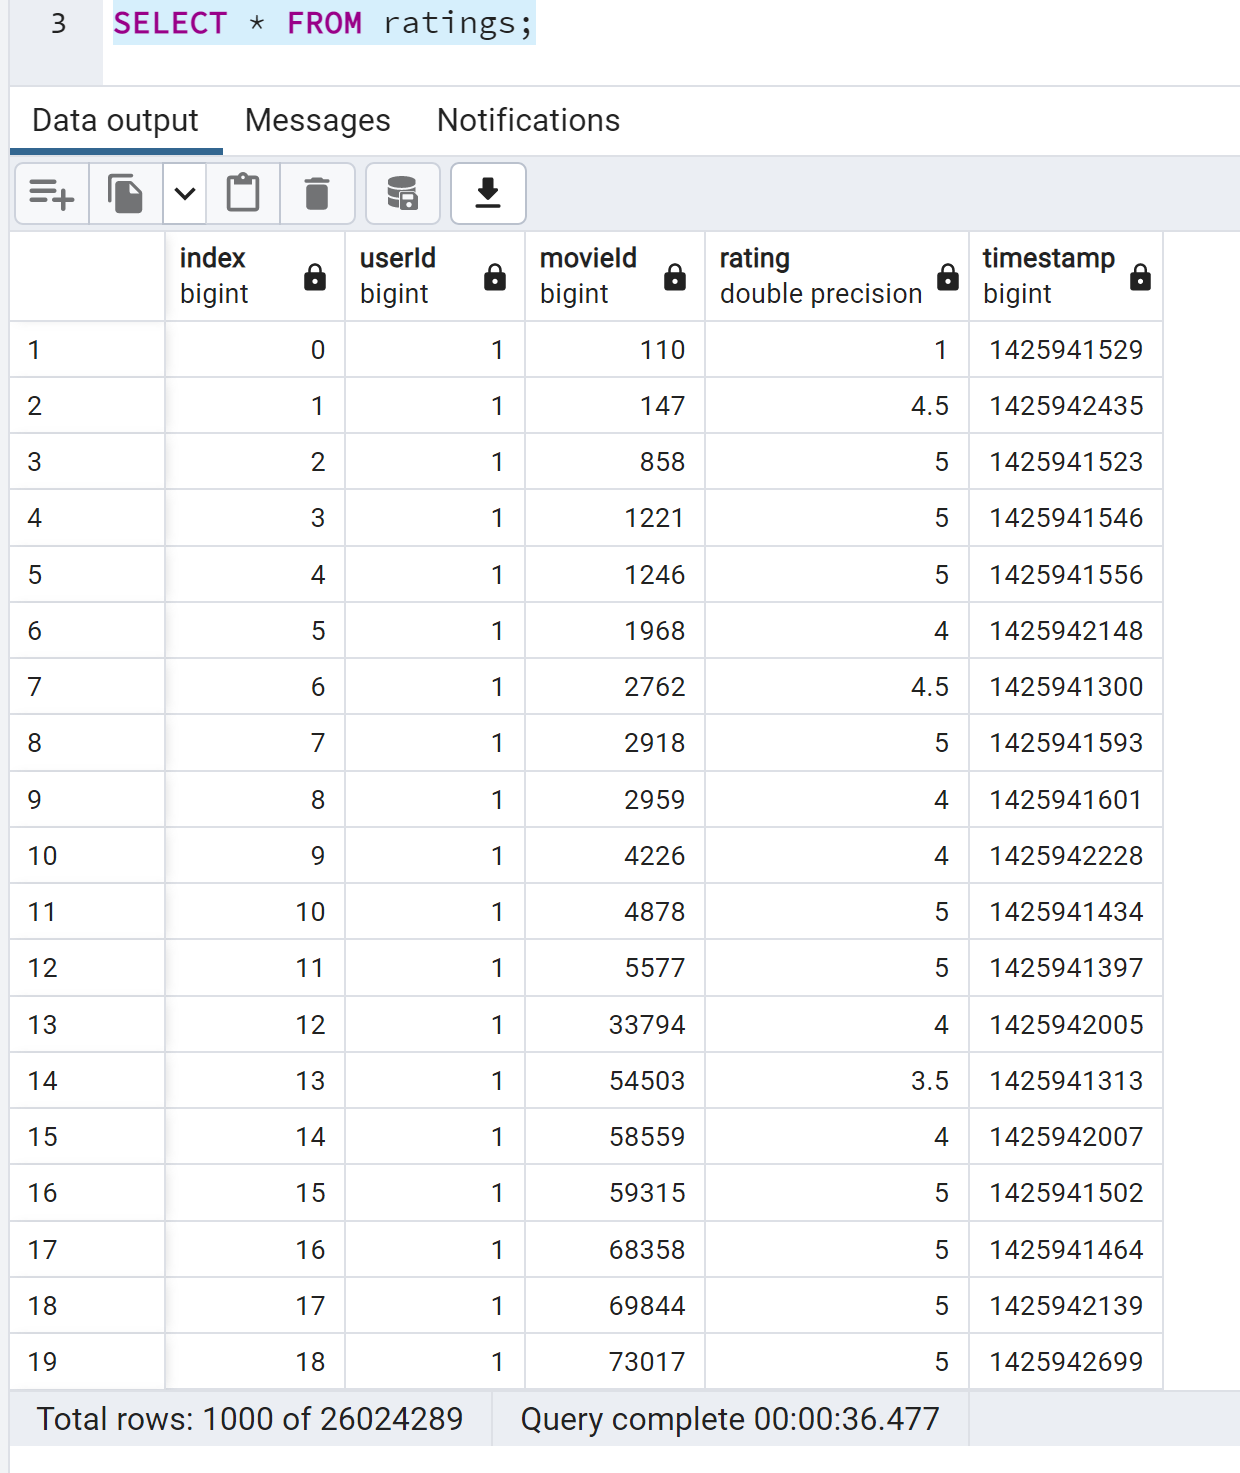 3 SELECT * FROM ratings;
Data output Messages Notifications
index userId movieId rating timestamp
bigint bigint bigint double precision bigint
1 0 1 110 1 1425941529
2 1 1 147 4.5 1425942435
3 2 1 858 5 1425941523
4 3 1 1221 5 1425941546
5 4 1 1246 5 1425941556
6 5 1 1968 4 1425942148
7 6 1 2762 4.5 1425941300
8 7 1 2918 5 1425941593
9 8 1 2959 4 1425941601
10 9 1 4226 4 1425942228
11 10 1 4878 5 1425941434
12 11 1 5577 5 1425941397
13 12 1 33794 4 1425942005
14 13 1 54503 3.5 1425941313
15 14 1 58559 4 1425942007
16 15 1 59315 5 1425941502
17 16 1 68358 5 1425941464
18 17 1 69844 5 1425942139
19 18 1 73017 5 1425942699
Total rows: 1000 of 26024289 Query complete 00:00:36.477